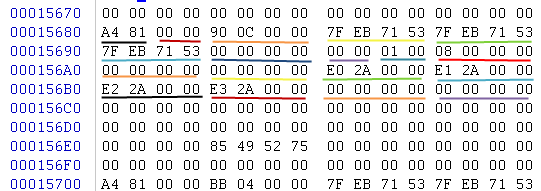 00015670 00 00 00 00 00 00 00 00 00 00 00 00 00 00 00 00
00015680 A4 81 00 00 90 0C 00 00 7F EB 71 53 7F EB 71 53
00015690 7F EB 71 53 00 00 00 00 00 00 01 00 00 00 00 00
000156A0 00 00 00 00 00 00 00 00 E0 2A 00 00 E1 2A 00 00
000156B0 E2 2A 00 00 E3 2A 00 00 00 00 00 00 00 00 00 00
000156C0 00 00 00 00 00 00 00 00 00 00 00 00 00 00 00 00
000156D0 00 00 00 00 00 00 00 00 00 00 00 00 00 00 00 00
000156E0 00 00 00 00 85 49 52 75 00 00 00 00 00 00 00 00
000156F0 00 00 00 00 00 00 00 00 00 00 00 00 00 00 00 00
00015700 A4 81 00 00 BB 04 00 00 7F EB 71 53 7F EB 71 53